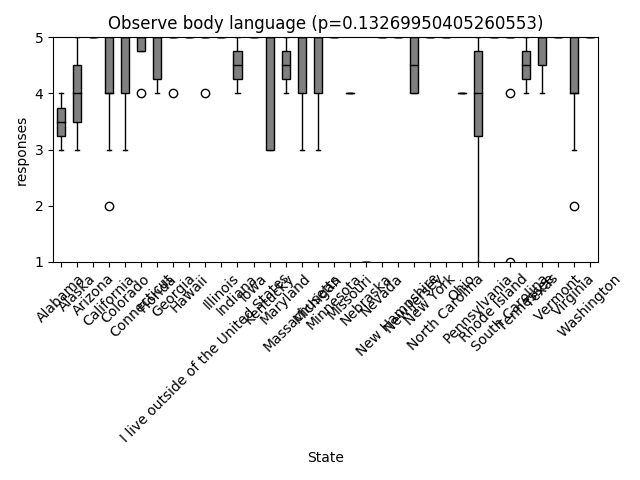 Observe body language (p=0.13269950405260553)
responses
5
4
3
2
1
Alabama
Alaska
Arizona
California
Colorado
Connecticut
Florida
Georgia
Hawaii
I live outside of the United States
Illinois
Indiana
Iowa
Kentucky
Maryland
Massachusetts
Michigan
Minnesota
Missouri
Nebraska
Nevada
New Hampshire
New Jersey
New York
North Carolina
Ohio
Pennsylvania
Rhode Island
South Carolina
Tennessee
Texas
Vermont
Virginia
Washington
State